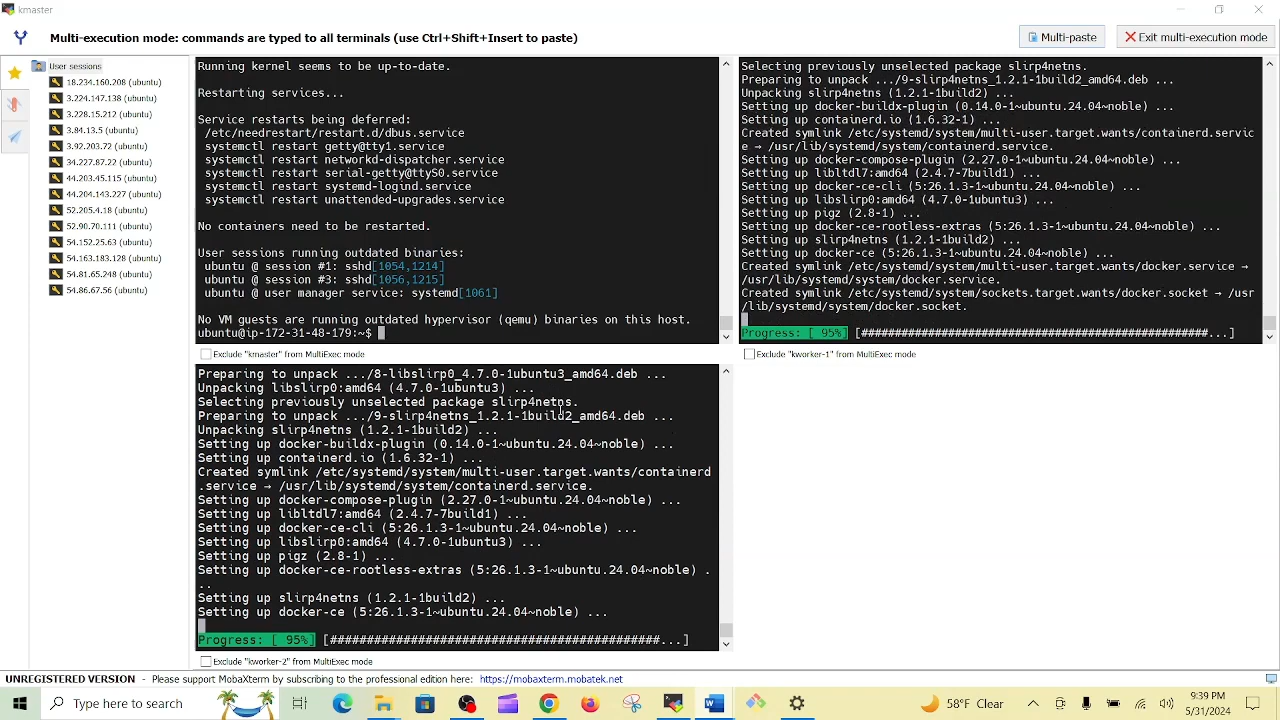 kmaster
Multi-execution mode: commands are typed to all terminals (use Ctrl+Shift+Insert to paste)
Multi-paste
Exit multi-execution mode
User sessions
18.234.160.208 (ubuntu)
3.224.147.138 (ubuntu)
3.228.15.212 (ubuntu)
3.84.13.5 (ubuntu)
3.92.203.72 (ubuntu)
34.227.87.22 (ubuntu)
44.203.45.115 (ubuntu)
44.204.143.227 (ubuntu)
52.205.4.18 (ubuntu)
52.90.70.111 (ubuntu)
54.152.25.63 (ubuntu)
54.163.183.128 (ubuntu)
54.81.65.248 (ubuntu)
54.86.67.56 (ubuntu)
Running kernel seems to be up-to-date.
Restarting services...
Service restarts being deferred:
/etc/needrestart/restart.d/dbus.service
systemctl restart getty@tty1.service
systemctl restart networkd-dispatcher.service
systemctl restart serial-getty@ttyS0.service
systemctl restart systemd-logind.service
systemctl restart unattended-upgrades.service
No containers need to be restarted.
User sessions running outdated binaries:
ubuntu @ session #1: sshd[1054,1214]
ubuntu @ session #3: sshd[1056,1215]
ubuntu @ user manager service: systemd[1061]
No VM guests are running outdated hypervisor (qemu) binaries on this host.
ubuntu@ip-172-31-48-179:~$
Exclude "kmaster" from MultiExec mode
Selecting previously unselected package slirp4netns.
Preparing to unpack .../9-slirp4netns_1.2.1-1build2_amd64.deb ...
Unpacking slirp4netns (1.2.1-1build2) ...
Setting up docker-buildx-plugin (0.14.0-1~ubuntu.24.04~noble) ...
Setting up containerd.io (1.6.32-1) ...
Created symlink /etc/systemd/system/multi-user.target.wants/containerd.servic
e → /usr/lib/systemd/system/containerd.service.
Setting up docker-compose-plugin (2.27.0-1~ubuntu.24.04~noble) ...
Setting up libltdl7:amd64 (2.4.7-7build1) ...
Setting up docker-ce-cli (5:26.1.3-1~ubuntu.24.04~noble) ...
Setting up libslirp0:amd64 (4.7.0-1ubuntu3) ...
Setting up pigz (2.8-1) ...
Setting up docker-ce-rootless-extras (5:26.1.3-1~ubuntu.24.04~noble) ...
Setting up slirp4netns (1.2.1-1build2) ...
Setting up docker-ce (5:26.1.3-1~ubuntu.24.04~noble) ...
Created symlink /etc/systemd/system/multi-user.target.wants/docker.service →
/usr/lib/systemd/system/docker.service.
Created symlink /etc/systemd/system/sockets.target.wants/docker.socket → /usr
/lib/systemd/system/docker.socket.
Progress: [ 95%] [################################################...]
Exclude "kworker-1" from MultiExec mode
Preparing to unpack .../8-libslirp0_4.7.0-1ubuntu3_amd64.deb ...
Unpacking libslirp0:amd64 (4.7.0-1ubuntu3) ...
Selecting previously unselected package slirp4netns.
Preparing to unpack .../9-slirp4netns_1.2.1-1build2_amd64.deb ...
Unpacking slirp4netns (1.2.1-1build2) ...
Setting up docker-buildx-plugin (0.14.0-1~ubuntu.24.04~noble) ...
Setting up containerd.io (1.6.32-1) ...
Created symlink /etc/systemd/system/multi-user.target.wants/containerd
.service → /usr/lib/systemd/system/containerd.service.
Setting up docker-compose-plugin (2.27.0-1~ubuntu.24.04~noble) ...
Setting up libltdl7:amd64 (2.4.7-7build1) ...
Setting up docker-ce-cli (5:26.1.3-1~ubuntu.24.04~noble) ...
Setting up libslirp0:amd64 (4.7.0-1ubuntu3) ...
Setting up pigz (2.8-1) ...
Setting up docker-ce-rootless-extras (5:26.1.3-1~ubuntu.24.04~noble) .
..
Setting up slirp4netns (1.2.1-1build2) ...
Setting up docker-ce (5:26.1.3-1~ubuntu.24.04~noble) ...
Progress: [ 95%] [#############################################...]
Exclude "kworker-2" from MultiExec mode
UNREGISTERED VERSION - Please support MobaXterm by subscribing to the professional edition here: https://mobaxterm.mobatek.net
Type here to search
58°F Clear
9:39 PM
5/31/2024